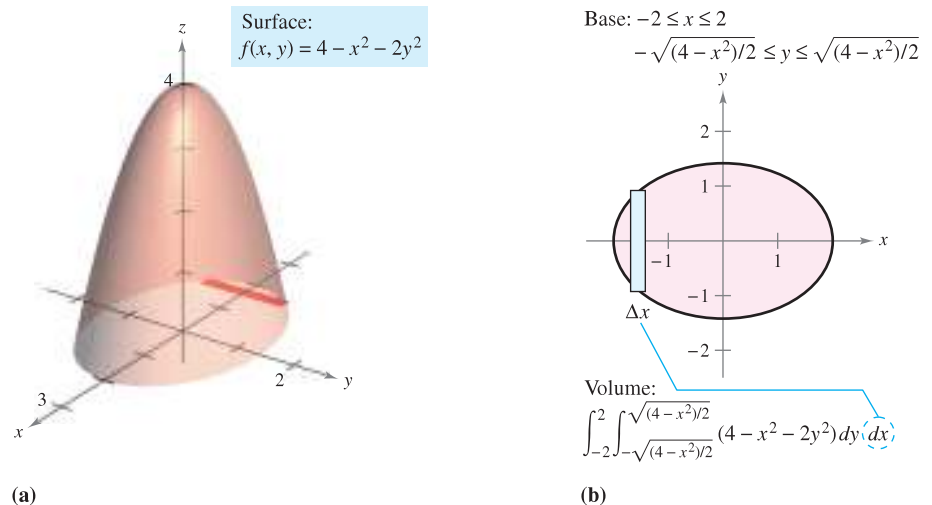 Surface:
f(x, y) = 4 − x² − 2y²
z
4
2
y
3
x
(a)
Base: −2 ≤ x ≤ 2
−√(4 − x²)/2 ≤ y ≤ √(4 − x²)/2
y
2
1
−1
1
x
−1
Δx
−2
Volume:
∫₋₂² ∫_{−√(4 − x²)/2}^{√(4 − x²)/2} (4 − x² − 2y²) dy dx
(b)